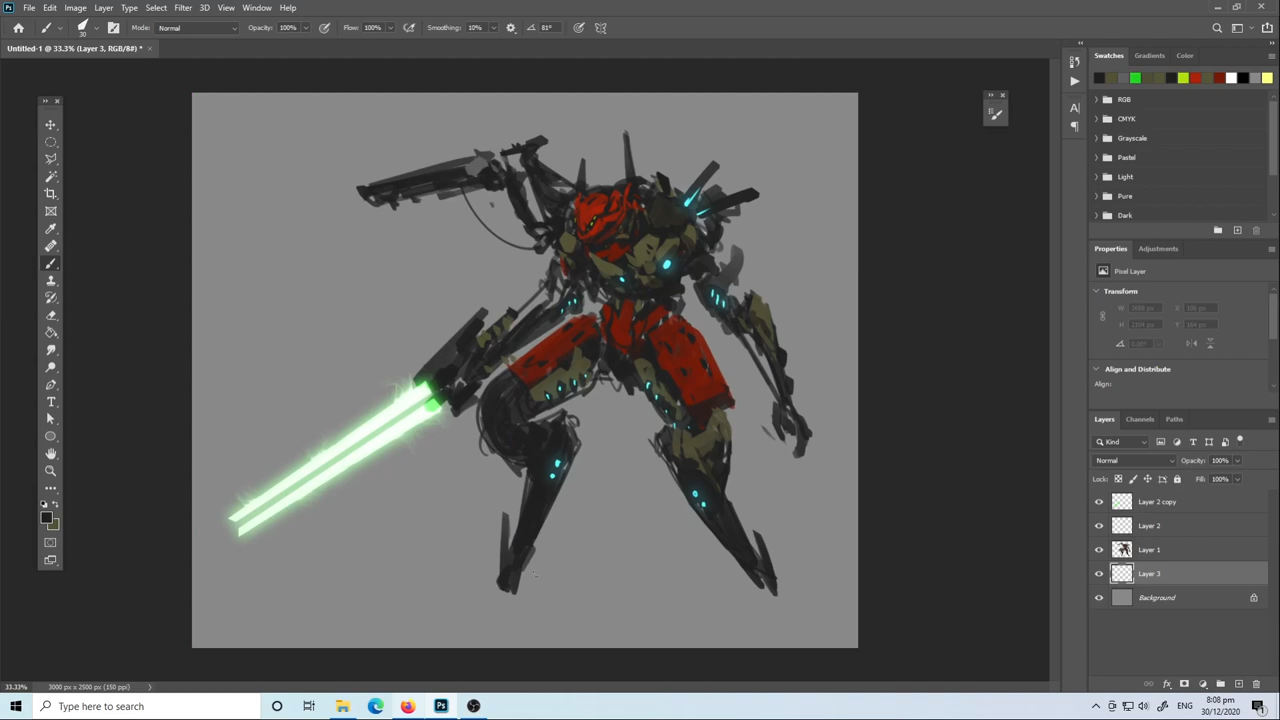 Ps File Edit Image Layer Type Select Filter 3D View Window Help
30 Mode: Normal Opacity: 100% Flow: 100% Smoothing: 10% 81°
Untitled-1 @ 33.3% (Layer 3, RGB/8#) *
Swatches Gradients Color
RGB
CMYK
Grayscale
Pastel
Light
Pure
Dark
Properties Adjustments
Pixel Layer
Transform
Align and Distribute
Align:
Layers Channels Paths
Kind
Normal Opacity: 100%
Lock: Fill: 100%
Layer 2 copy
Layer 2
Layer 1
Layer 3
Background
33.33% 3000 px x 2500 px (150 ppi)
Type here to search
ENG
8:08 pm
30/12/2020